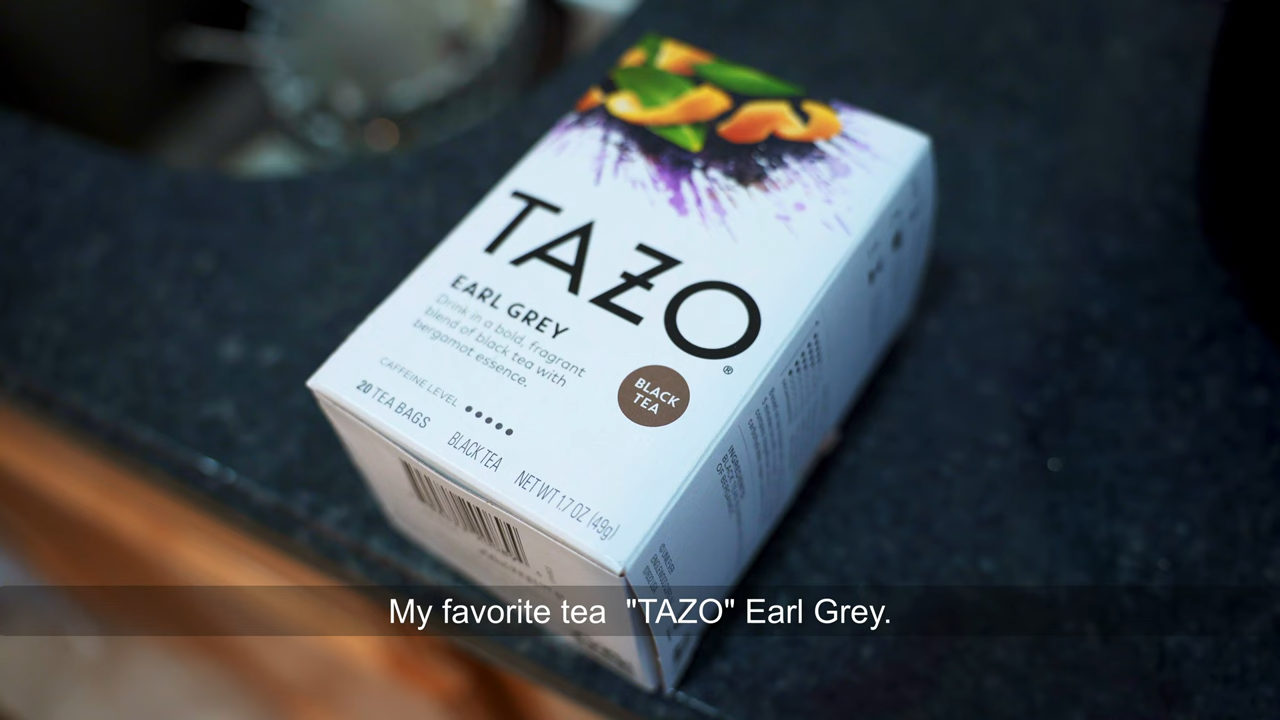 TAZO®
EARL GREY
Drink in a bold, fragrant
blend of black tea with
bergamot essence.
BLACK
TEA
CAFFEINE LEVEL
20 TEA BAGS
BLACK TEA
NET WT 1.7 OZ (49g)
My favorite tea  "TAZO" Earl Grey.